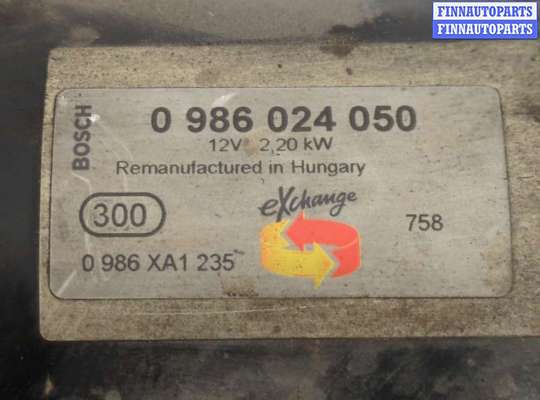 FINNAUTOPARTS
FINNAUTOPARTS
BOSCH
0 986 024 050
12V 2,20 kW
Remanufactured in Hungary
300
eXchange
758
0 986 XA1 235